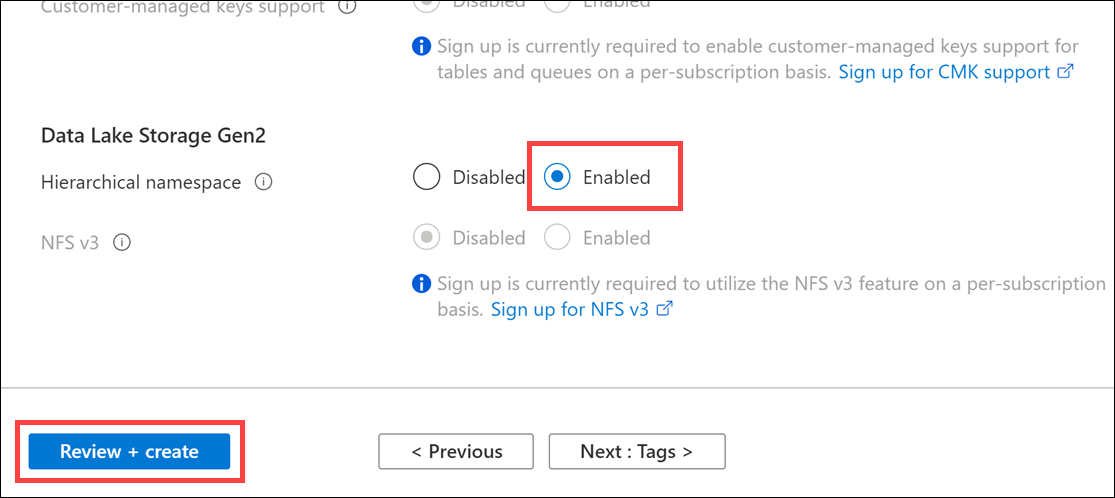 Customer-managed keys support
Disabled
Enabled
Sign up is currently required to enable customer-managed keys support for
tables and queues on a per-subscription basis. Sign up for CMK support
Data Lake Storage Gen2
Hierarchical namespace
Disabled
Enabled
NFS v3
Disabled
Enabled
Sign up is currently required to utilize the NFS v3 feature on a per-subscription
basis. Sign up for NFS v3
Review + create
< Previous
Next : Tags >